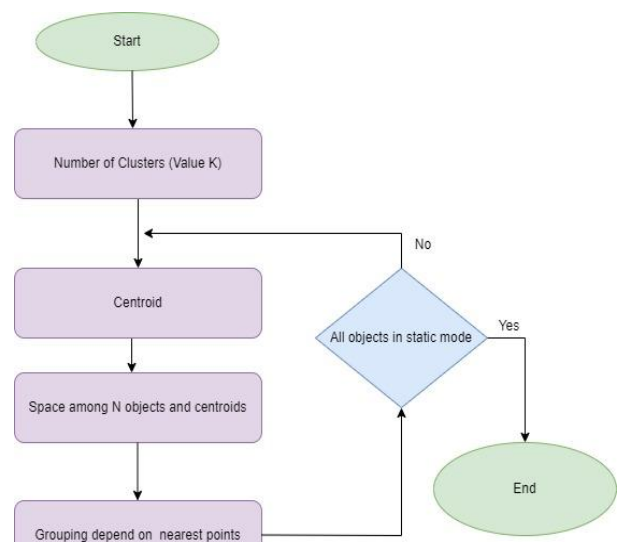 Start
Number of Clusters (Value K)
No
Centroid
All objects in static mode
Yes
Space among N objects and centroids
End
Grouping depend on nearest points